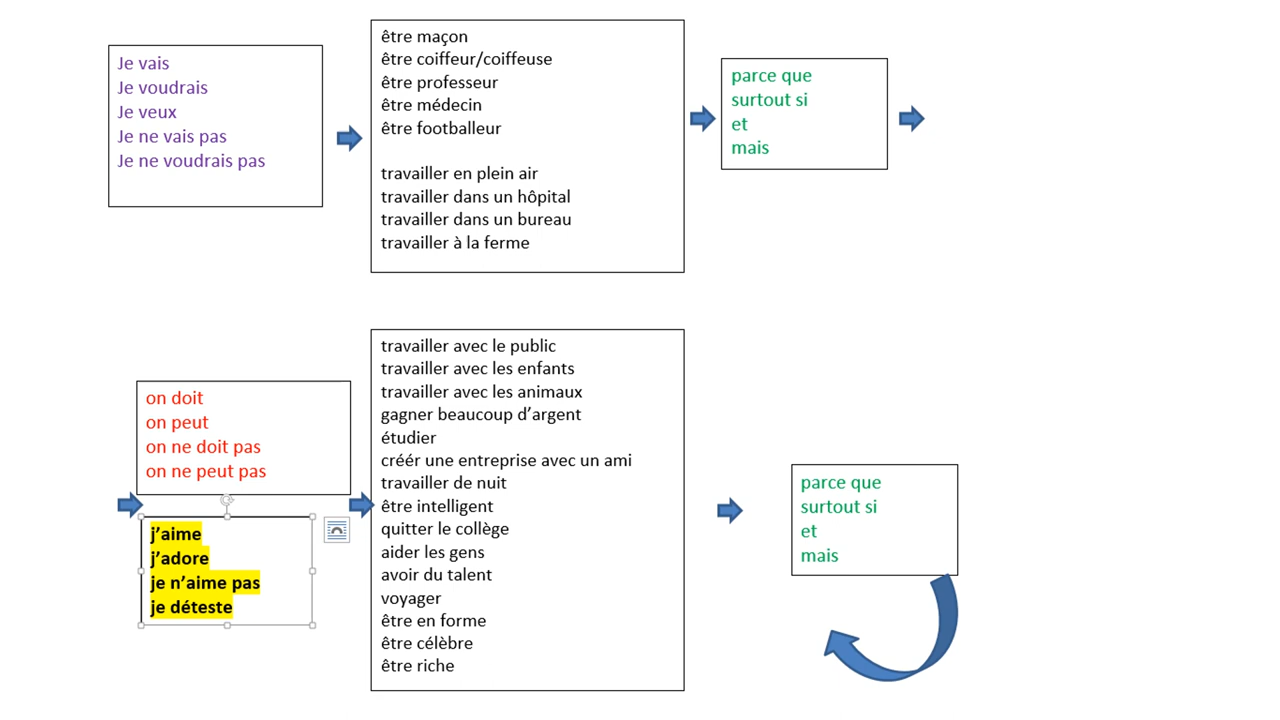 Je vais
Je voudrais
Je veux
Je ne vais pas
Je ne voudrais pas
être maçon
être coiffeur/coiffeuse
être professeur
être médecin
être footballeur
travailler en plein air
travailler dans un hôpital
travailler dans un bureau
travailler à la ferme
parce que
surtout si
et
mais
on doit
on peut
on ne doit pas
on ne peut pas
j’aime
j’adore
je n’aime pas
je déteste
travailler avec le public
travailler avec les enfants
travailler avec les animaux
gagner beaucoup d’argent
étudier
créér une entreprise avec un ami
travailler de nuit
être intelligent
quitter le collège
aider les gens
avoir du talent
voyager
être en forme
être célèbre
être riche
parce que
surtout si
et
mais